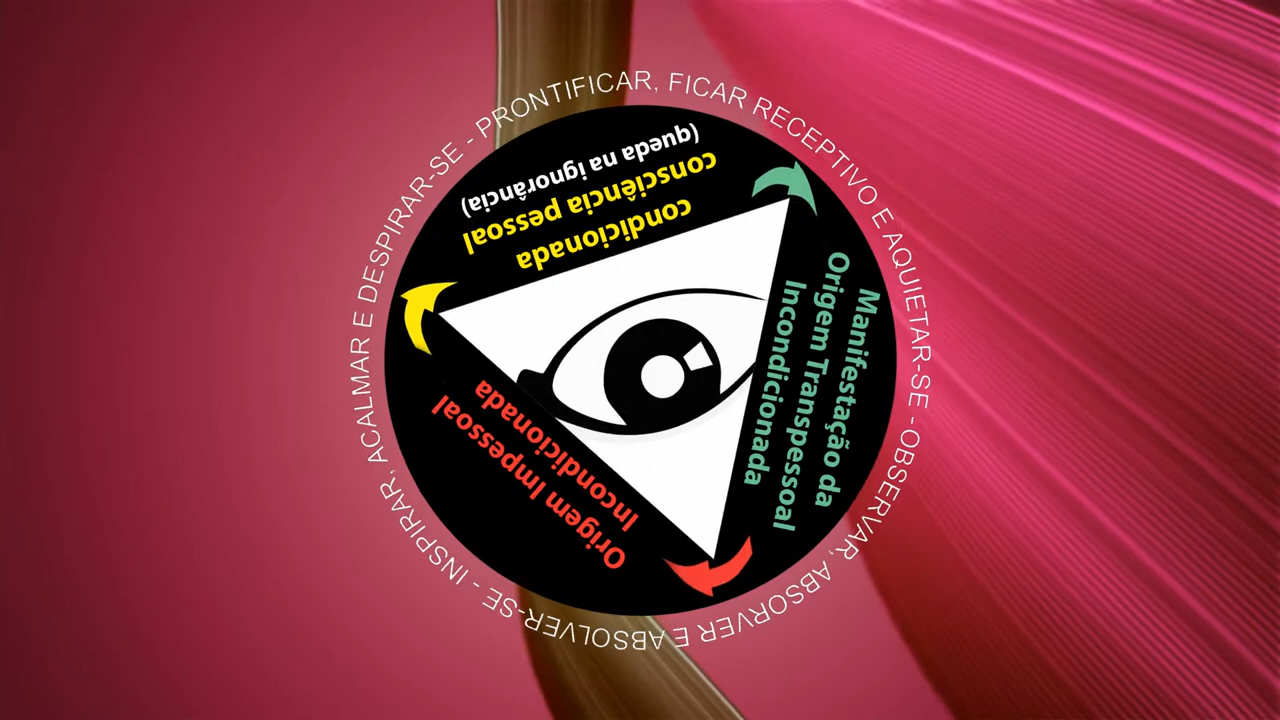 PRONTIFICAR, FICAR RECEPTIVO E AQUIETAR-SE - OBSERVAR, ABSORVER E ABSOLVER-SE - INSPIRAR, ACALMAR E DESPIRAR-SE -
condicionada
consciência pessoal
(queda na ignorância)
Manifestação da
Origem Transpessoal
Incondicionada
Origem Impessoal
Incondicionada